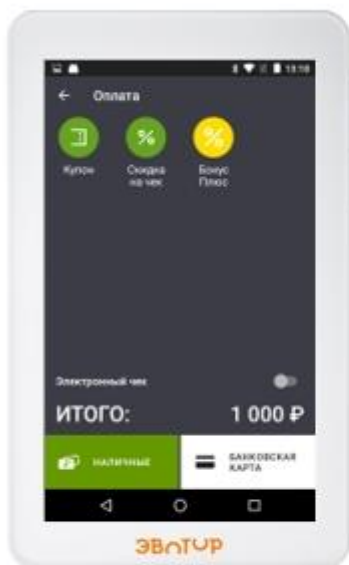 Оплата
Купон
Скидка на чек
Бонус Плюс
Электронный чек
ИТОГО: 1 000 ₽
НАЛИЧНЫЕ
БАНКОВСКАЯ КАРТА
ЭВОТОР